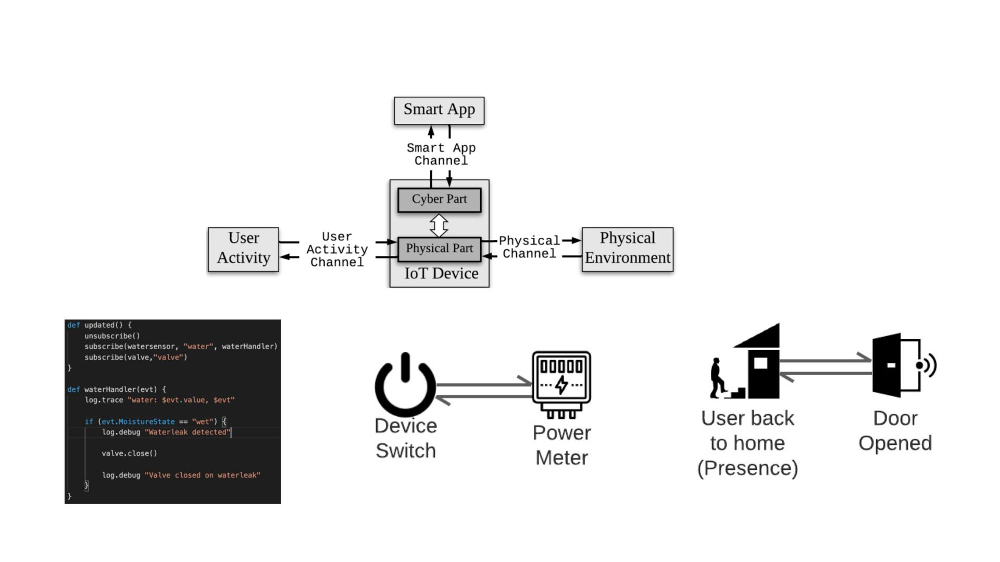 Smart App
Smart App
Channel
Cyber Part
User
Activity
User
Activity
Channel
Physical Part
IoT Device
Physical
Channel
Physical
Environment
def updated() {
unsubscribe()
subscribe(watersensor, "water", waterHandler)
subscribe(valve,"valve")
}
def waterHandler(evt) {
log.trace "water: $evt.value, $evt"
if (evt.MoistureState == "wet") {
log.debug "Waterleak detected"
valve.close()
log.debug "Valve closed on waterleak"
}
}
Device
Switch
Power
Meter
User back
to home
(Presence)
Door
Opened